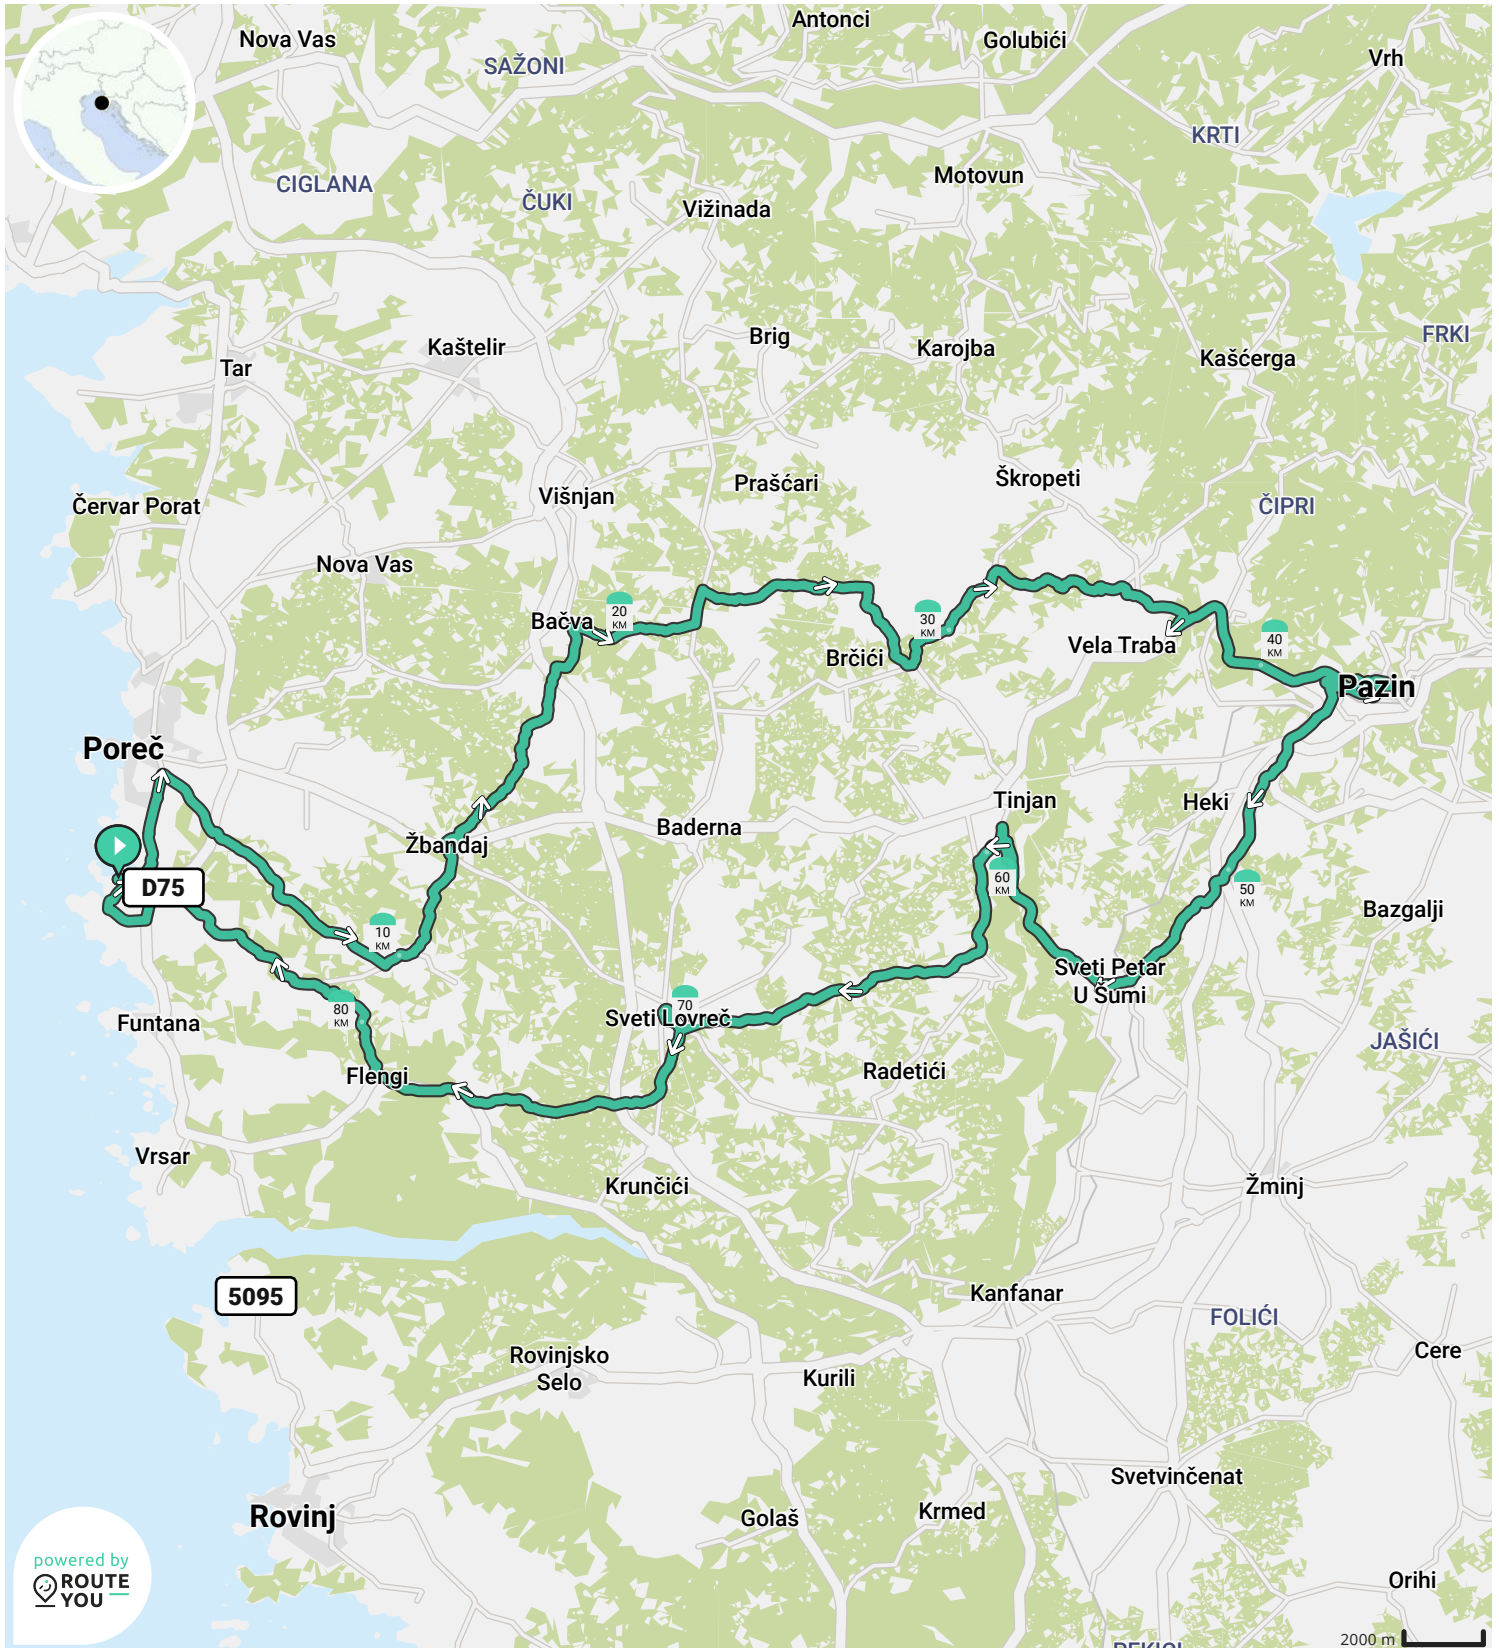 Antonci
Nova Vas
Golubići
Vrh
SAŽONI
KRTI
Motovun
CIGLANA
ČUKI
Vižinada
Brig
FRKI
Kaštelir
Karojba
Kašćerga
Tar
Prašćari
Škropeti
Višnjan
Červar Porat
ČIPRI
Nova Vas
20
KM
Bačva
30
KM
40
KM
Vela Traba
Brčići
Pazin
Poreč
Tinjan
Heki
Baderna
Žbandaj
60
KM
D75
50
KM
Bazgalji
10
KM
Sveti Petar
U Šumi
70
80
KM
Sveti Lovreč
Funtana
JAŠIĆI
Radetići
Flengi
Vrsar
Krunčići
Žminj
5095
Kanfanar
FOLIĆI
Rovinjsko
Selo
Cere
Kurili
Svetvinčenat
Rovinj
Golaš
Krmed
powered by
ROUTE
YOU
Orihi
2000 m